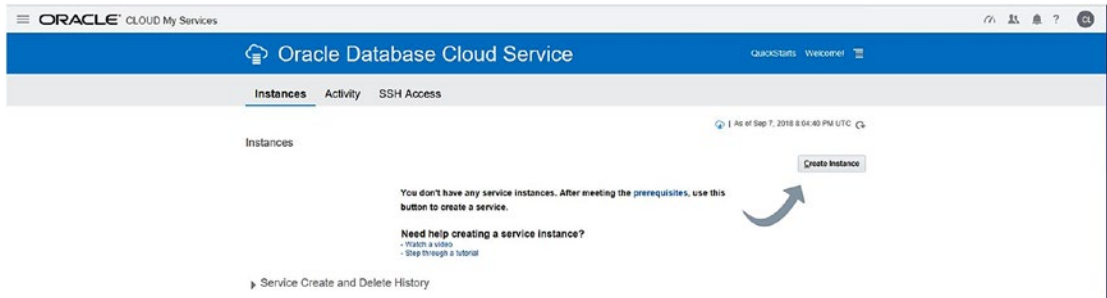 ORACLE® CLOUD My Services
? CL
Oracle Database Cloud Service
QuickStarts Welcome!
Instances Activity SSH Access
| As of Sep 7, 2018 8:04:40 PM UTC
Instances
Create Instance
You don't have any service instances. After meeting the prerequisites, use this
button to create a service.
Need help creating a service instance?
- Watch a video
- Step through a tutorial
Service Create and Delete History